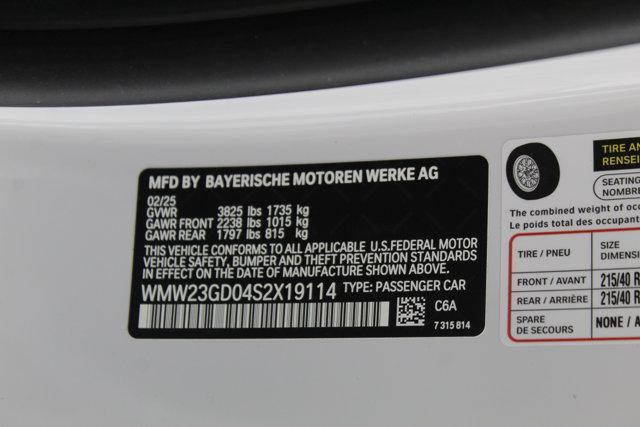 MFD BY BAYERISCHE MOTOREN WERKE AG
02/25
GVWR 3825 lbs 1735 kg
GAWR FRONT 2238 lbs 1015 kg
GAWR REAR 1797 lbs 815 kg
THIS VEHICLE CONFORMS TO ALL APPLICABLE U.S.FEDERAL MOTOR
VEHICLE SAFETY, BUMPER AND THEFT PREVENTION STANDARDS
IN EFFECT ON THE DATE OF MANUFACTURE SHOWN ABOVE.
WMW23GD04S2X19114 TYPE: PASSENGER CAR
C6A
7 315 814
TIRE AN
RENSEI
SEATING
NOMBRE
The combined weight of occ
Le poids total des occupant
TIRE / PNEU
SIZE
DIMENSI
FRONT / AVANT 215/40 R
REAR / ARRIÈRE 215/40 R
SPARE
DE SECOURS
NONE / A